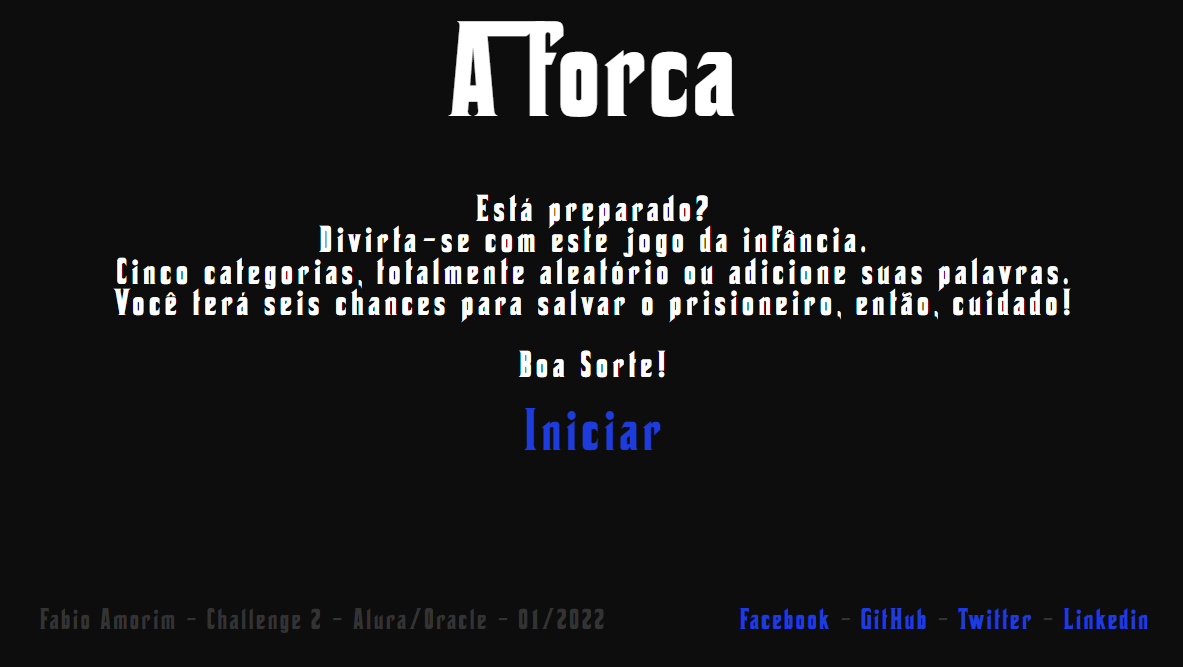 A forca
Está preparado?
Divirta-se com este jogo da infância.
Cinco categorias, totalmente aleatório ou adicione suas palavras.
Você terá seis chances para salvar o prisioneiro, então, cuidado!
Boa Sorte!
Iniciar
Fabio Amorim - Challenge 2 - Alura/Oracle - 01/2022
Facebook - GitHub - Twitter - Linkedin